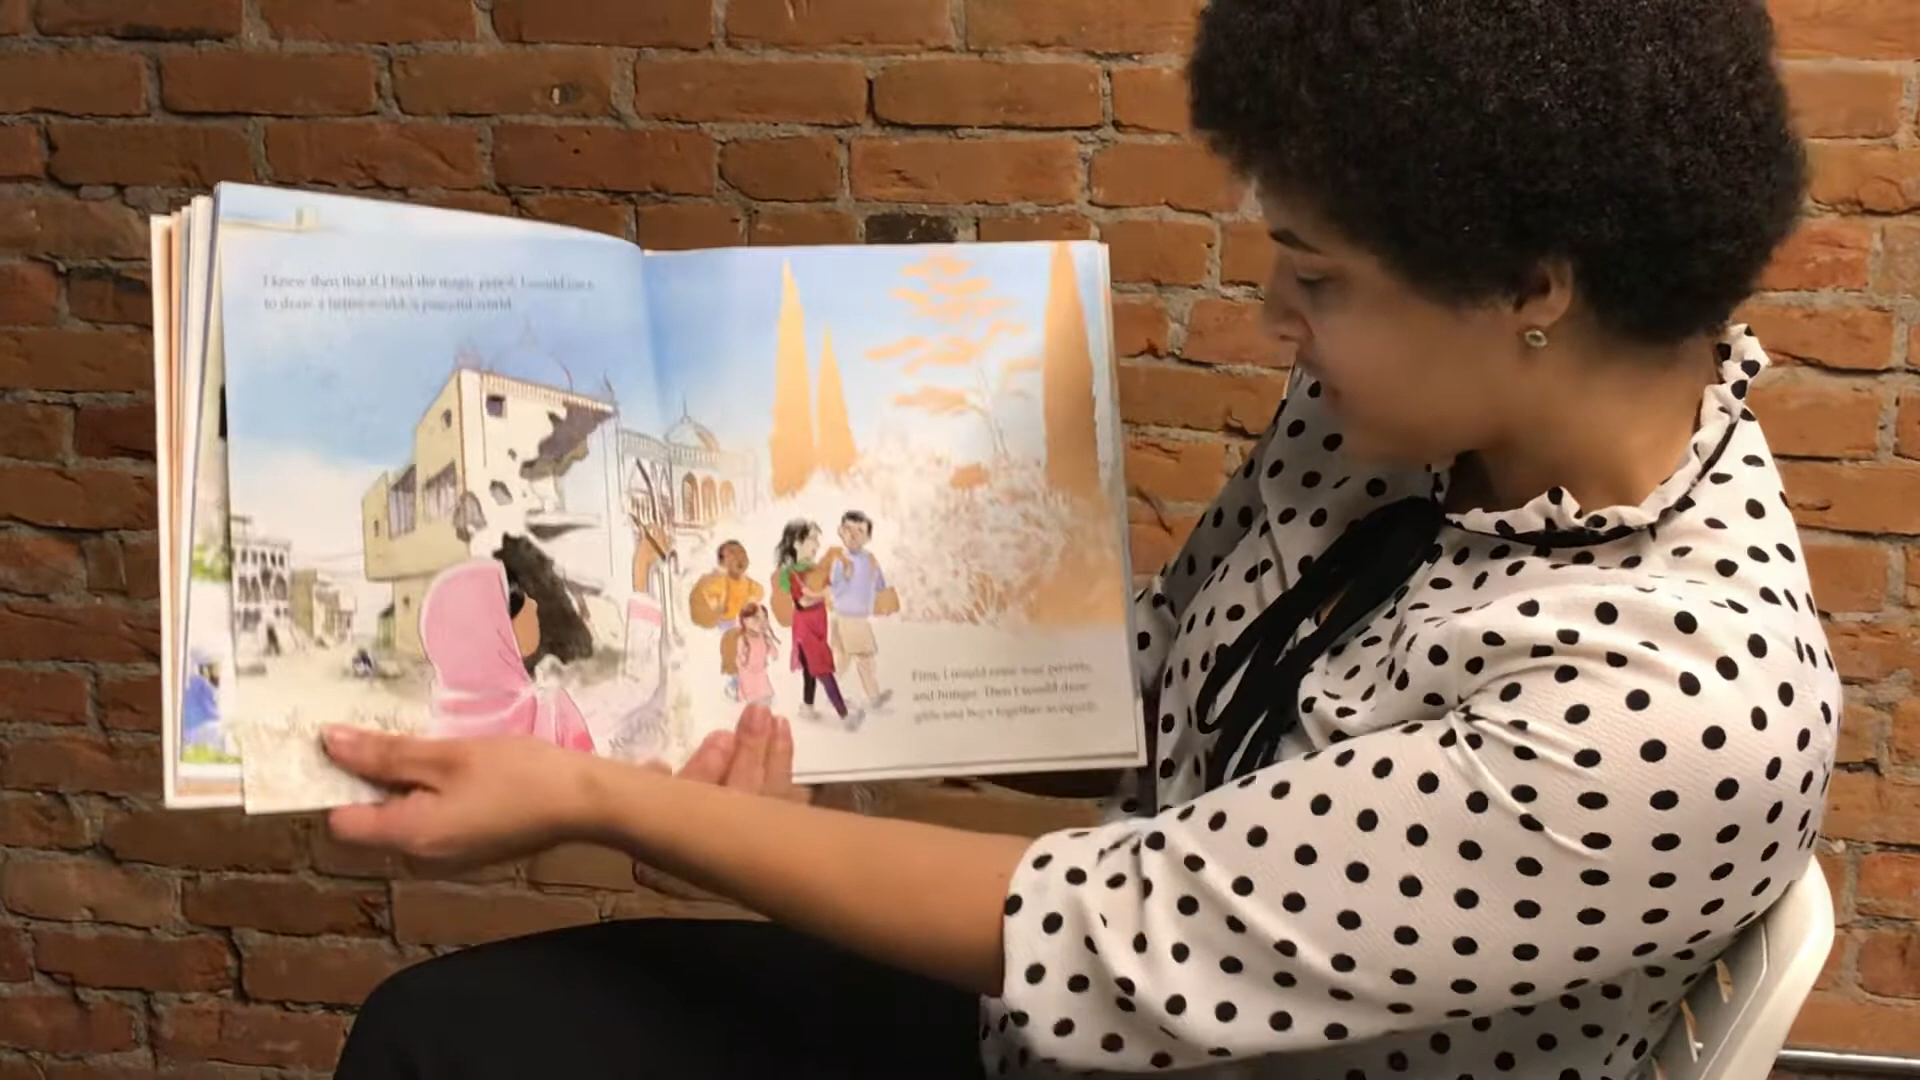 I knew then that if I had the magic pencil, I would use it
to draw a better world, a peaceful world.
First, I would erase war, poverty,
and hunger. Then I would draw
girls and boys together as equals.